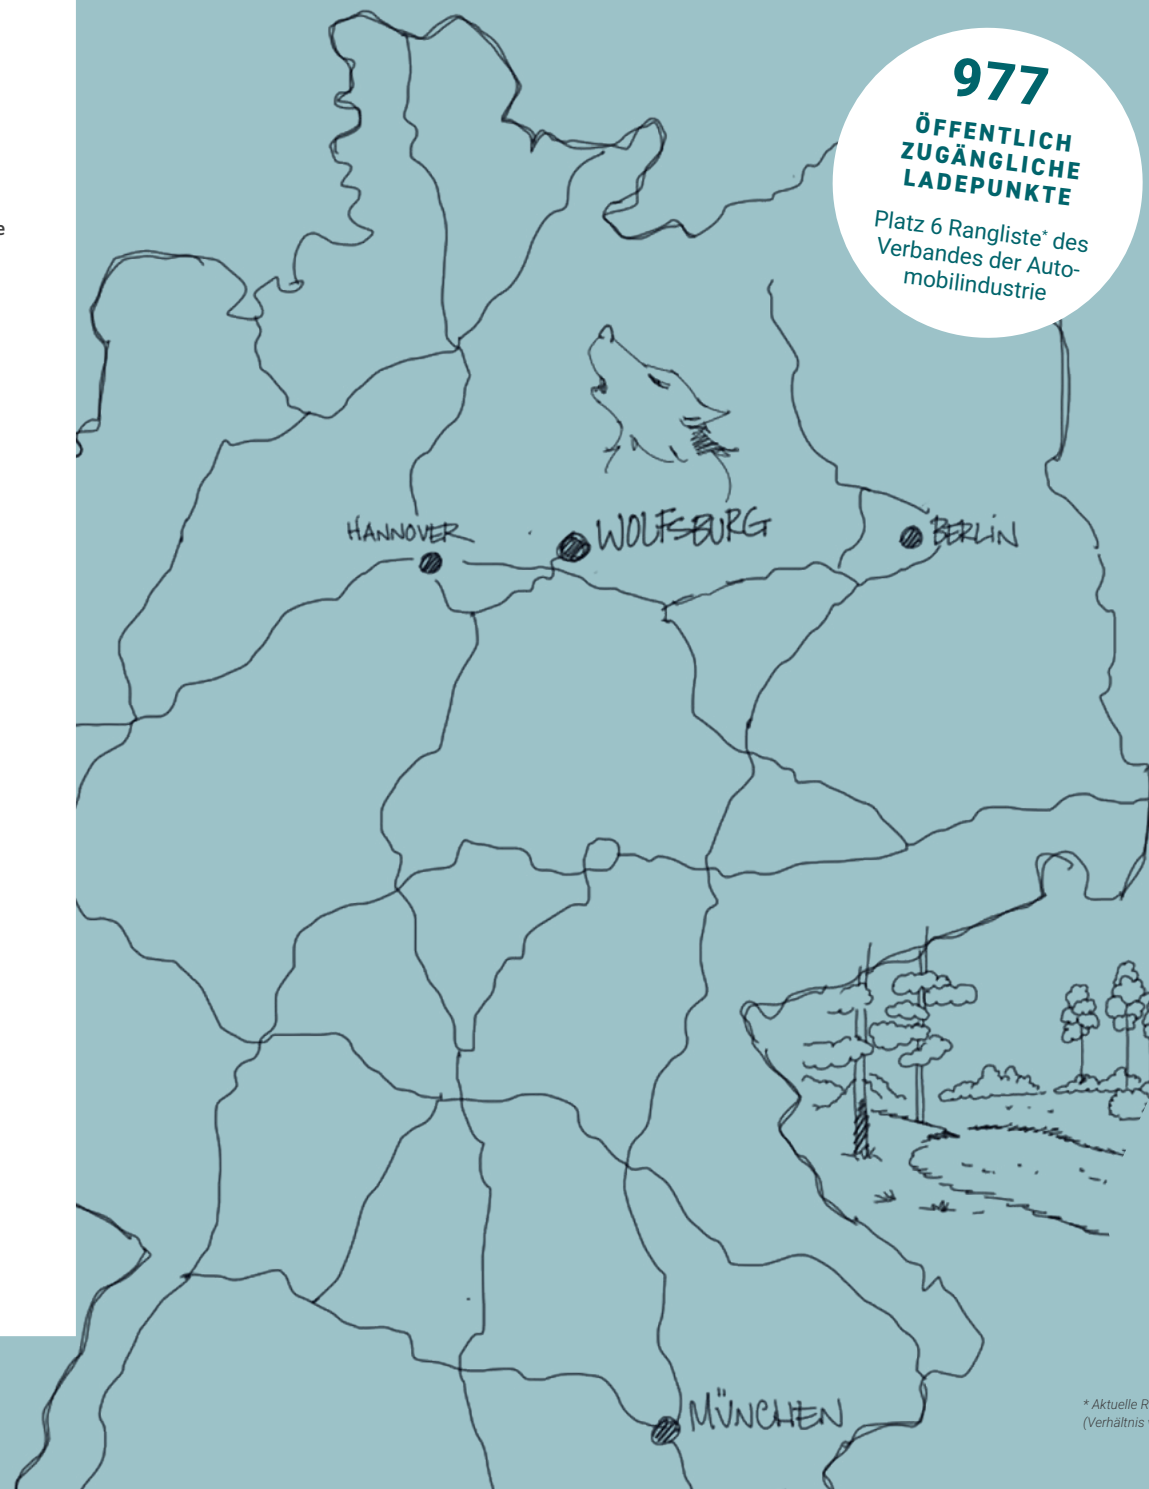 977
ÖFFENTLICH
ZUGÄNGLICHE
LADEPUNKTE
Platz 6 Rangliste* des
Verbandes der Auto-
mobilindustrie
e
HANNOVER
WOLFSBURG
BERLIN
MÜNCHEN
* Aktuelle R
(Verhältnis